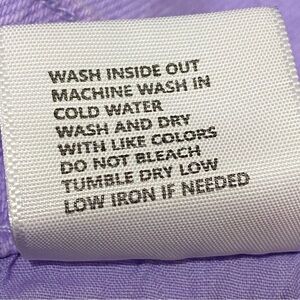 WASH INSIDE OUT
MACHINE WASH IN
COLD WATER
WASH AND DRY
WITH LIKE COLORS
DO NOT BLEACH
TUMBLE DRY LOW
LOW IRON IF NEEDED